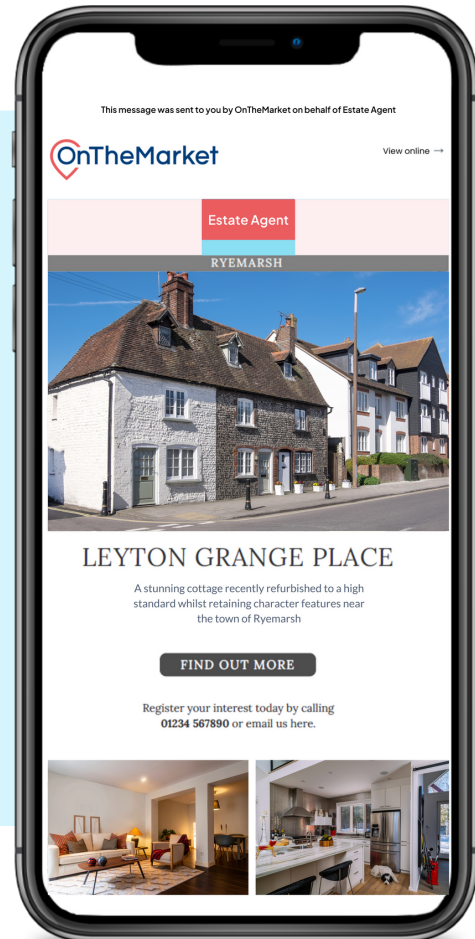 This message was sent to you by OnTheMarket on behalf of Estate Agent
OnTheMarket
View online →
Estate Agent
RYEMARSH
LEYTON GRANGE PLACE
A stunning cottage recently refurbished to a high
standard whilst retaining character features near
the town of Ryemarsh
FIND OUT MORE
Register your interest today by calling
01234 567890 or email us here.